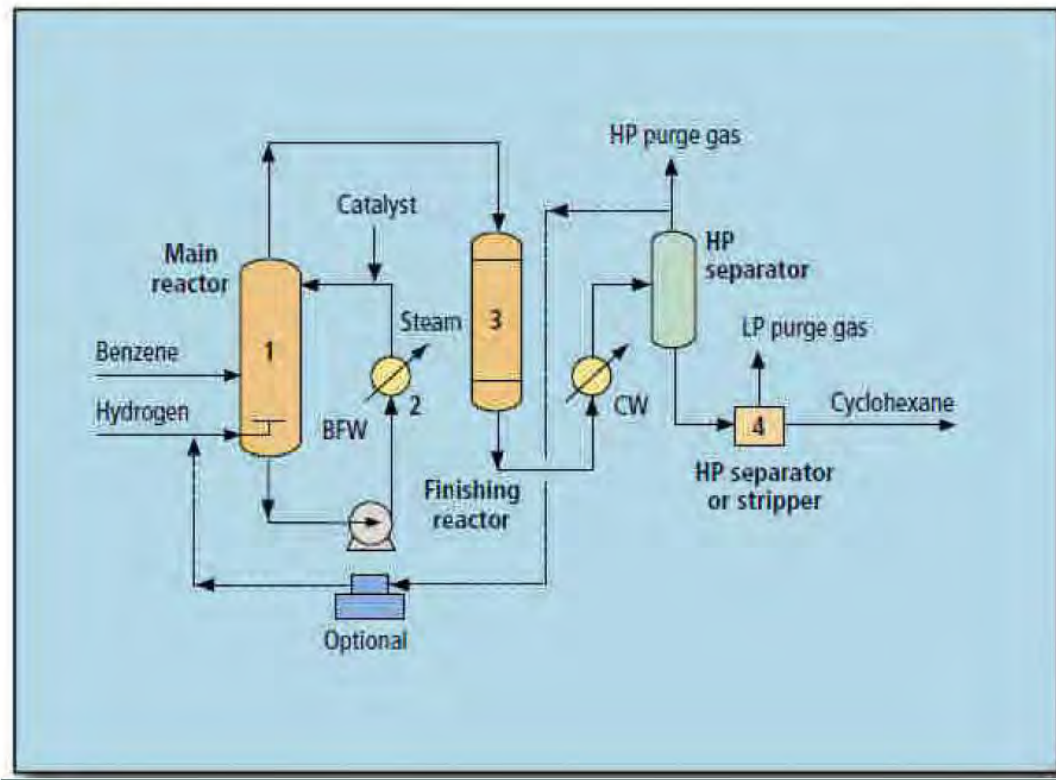 HP purge gas
Catalyst
Main
reactor
HP
separator
Steam
3
LP purge gas
1
Benzene
2
CW
Cyclohexane
Hydrogen
BFW
4
Finishing
reactor
HP separator
or stripper
Optional